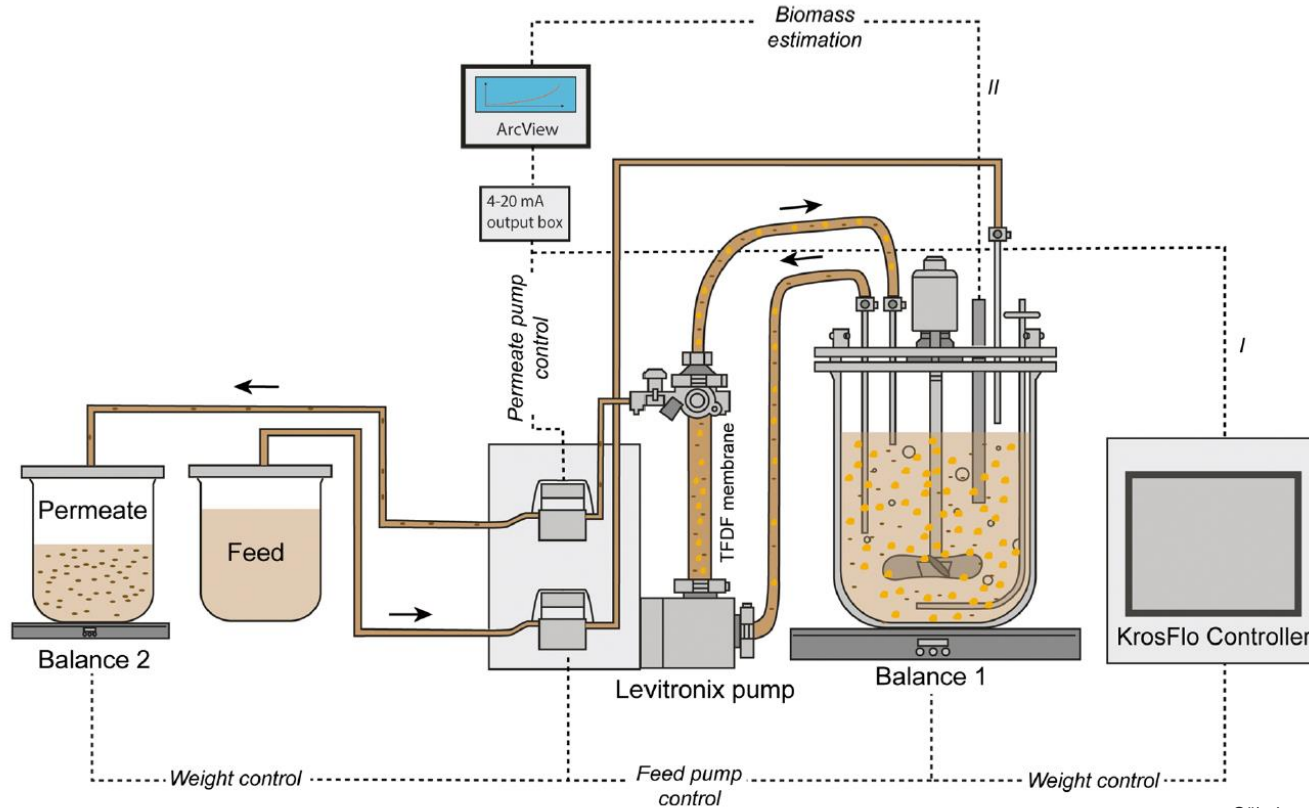 Biomass
estimation
II
ArcView
4-20 mA
output box
Permeate pump
control
I
TFDF membrane
Permeate
Feed
KrosFlo Controller
Balance 2
Levitronix pump
Balance 1
Weight control
Feed pump
control
Weight control